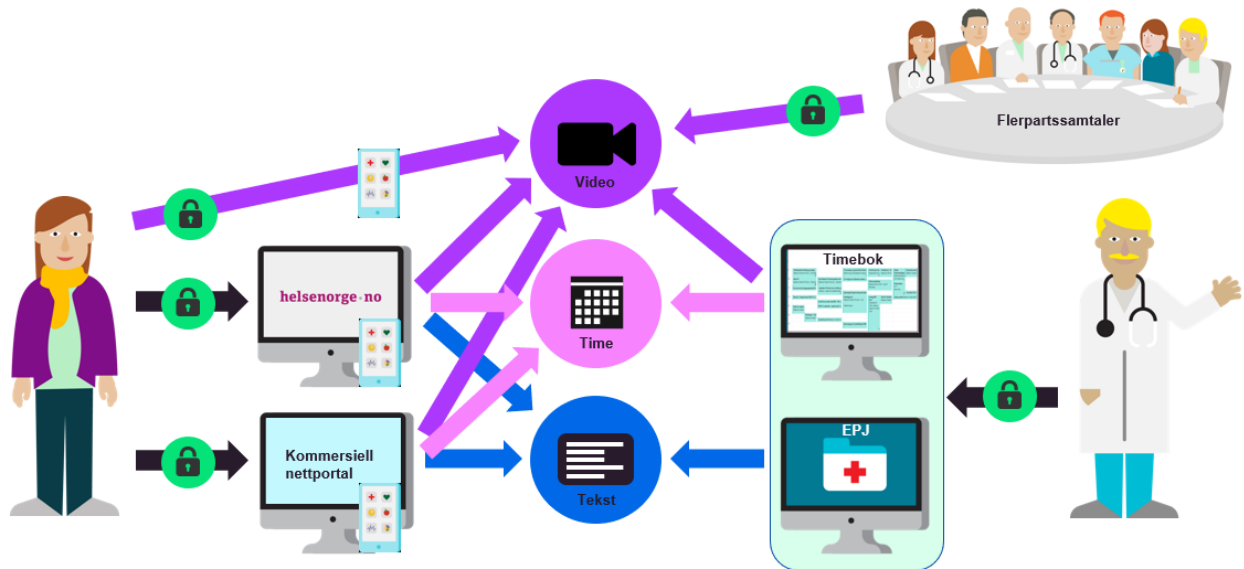 Flerpartssamtaler
Video
Timebok
helsenorge.no
Time
EPJ
Kommersiell
nettportal
Tekst